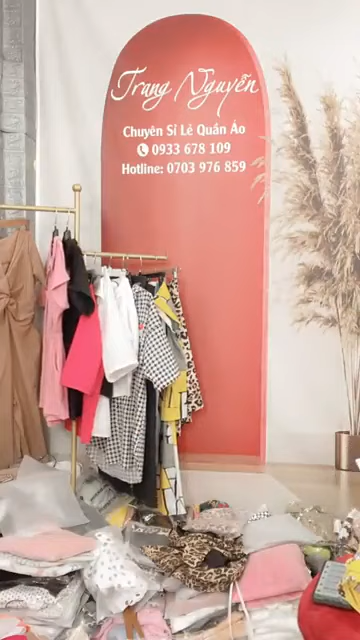 Trang Nguyễn
Chuyên Sỉ Lẻ Quần Áo
0933 678 109
Hotline: 0703 976 859